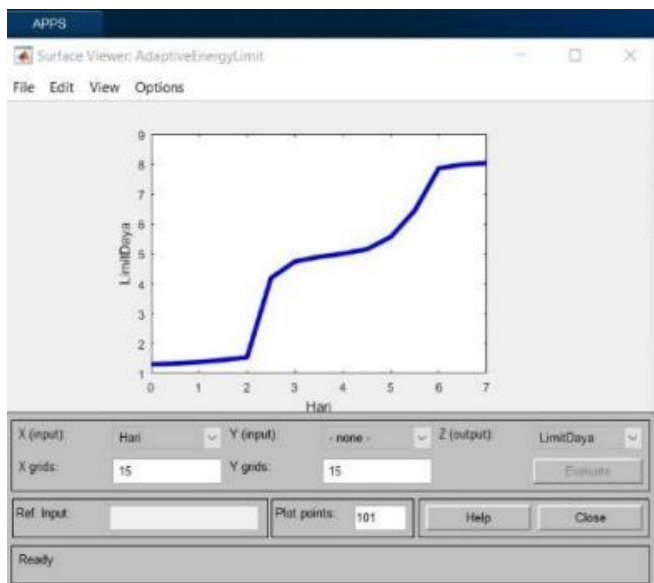 APPS
Surface Viewer: AdaptiveEnergyLimit
File Edit View Options
9
8
7
6
5
4
3
2
1
LimitDaya
0 1 2 3 4 5 6 7
Hari
X (input): Hari Y (input): - none - Z (output): LimitDaya
X grids: 15 Y grids: 15 Evaluate
Ref. Input: Plot points: 101 Help Close
Ready